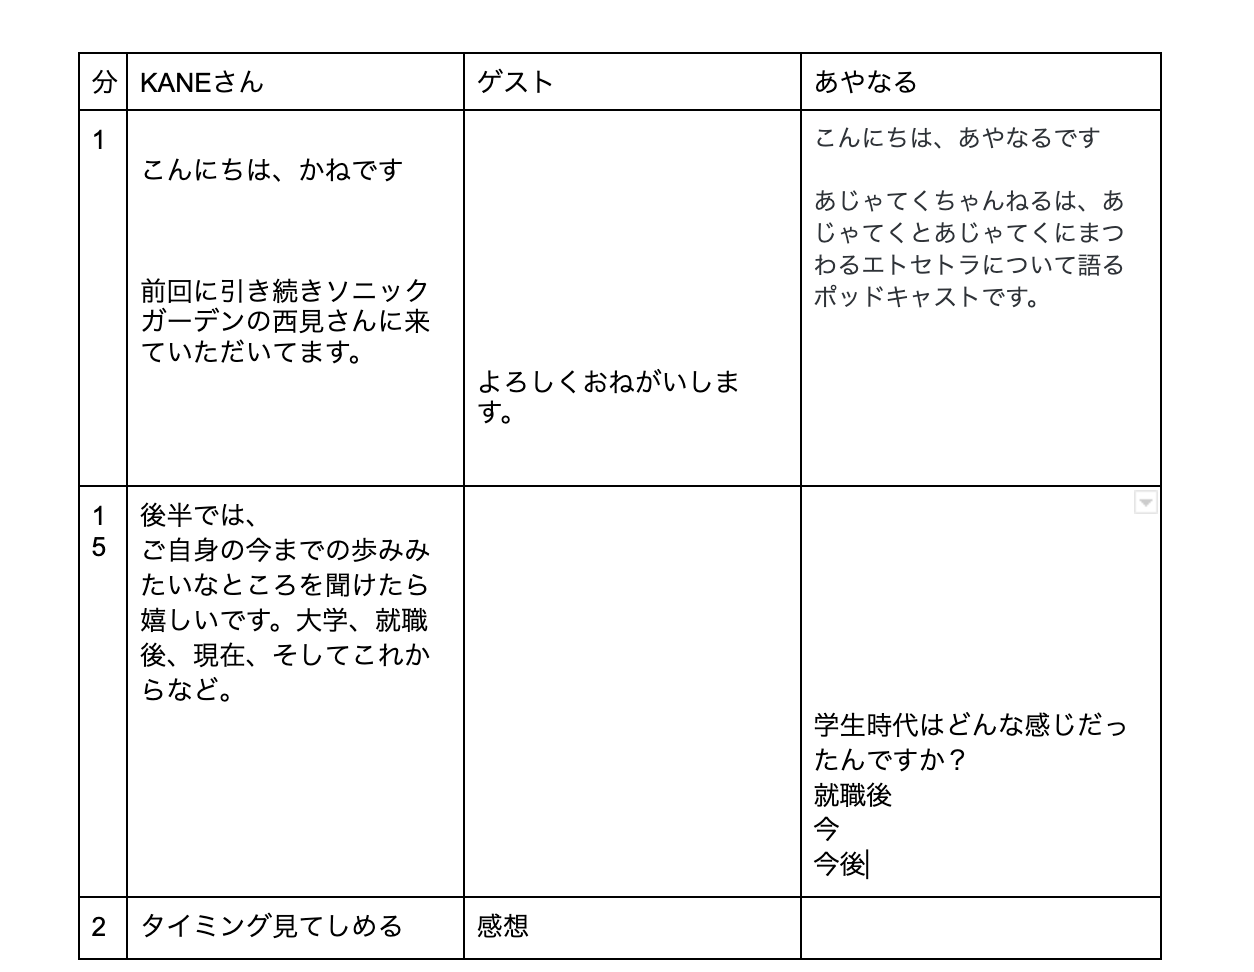 分
KANEさん
ゲスト
あやなる
1
こんにちは、かねです
前回に引き続きソニック
ガーデンの西見さんに来
ていただいてます。
よろしくおねがいしま
す。
こんにちは、あやなるです
あじゃてくちゃんねるは、あ
じゃてくとあじゃてくにまつ
わるエトセトラについて語る
ポッドキャストです。
1
5
後半では、
ご自身の今までの歩みみ
たいなところを聞けたら
嬉しいです。大学、就職
後、現在、そしてこれか
らなど。
学生時代はどんな感じだっ
たんですか？
就職後
今
今後
2
タイミング見てしめる
感想